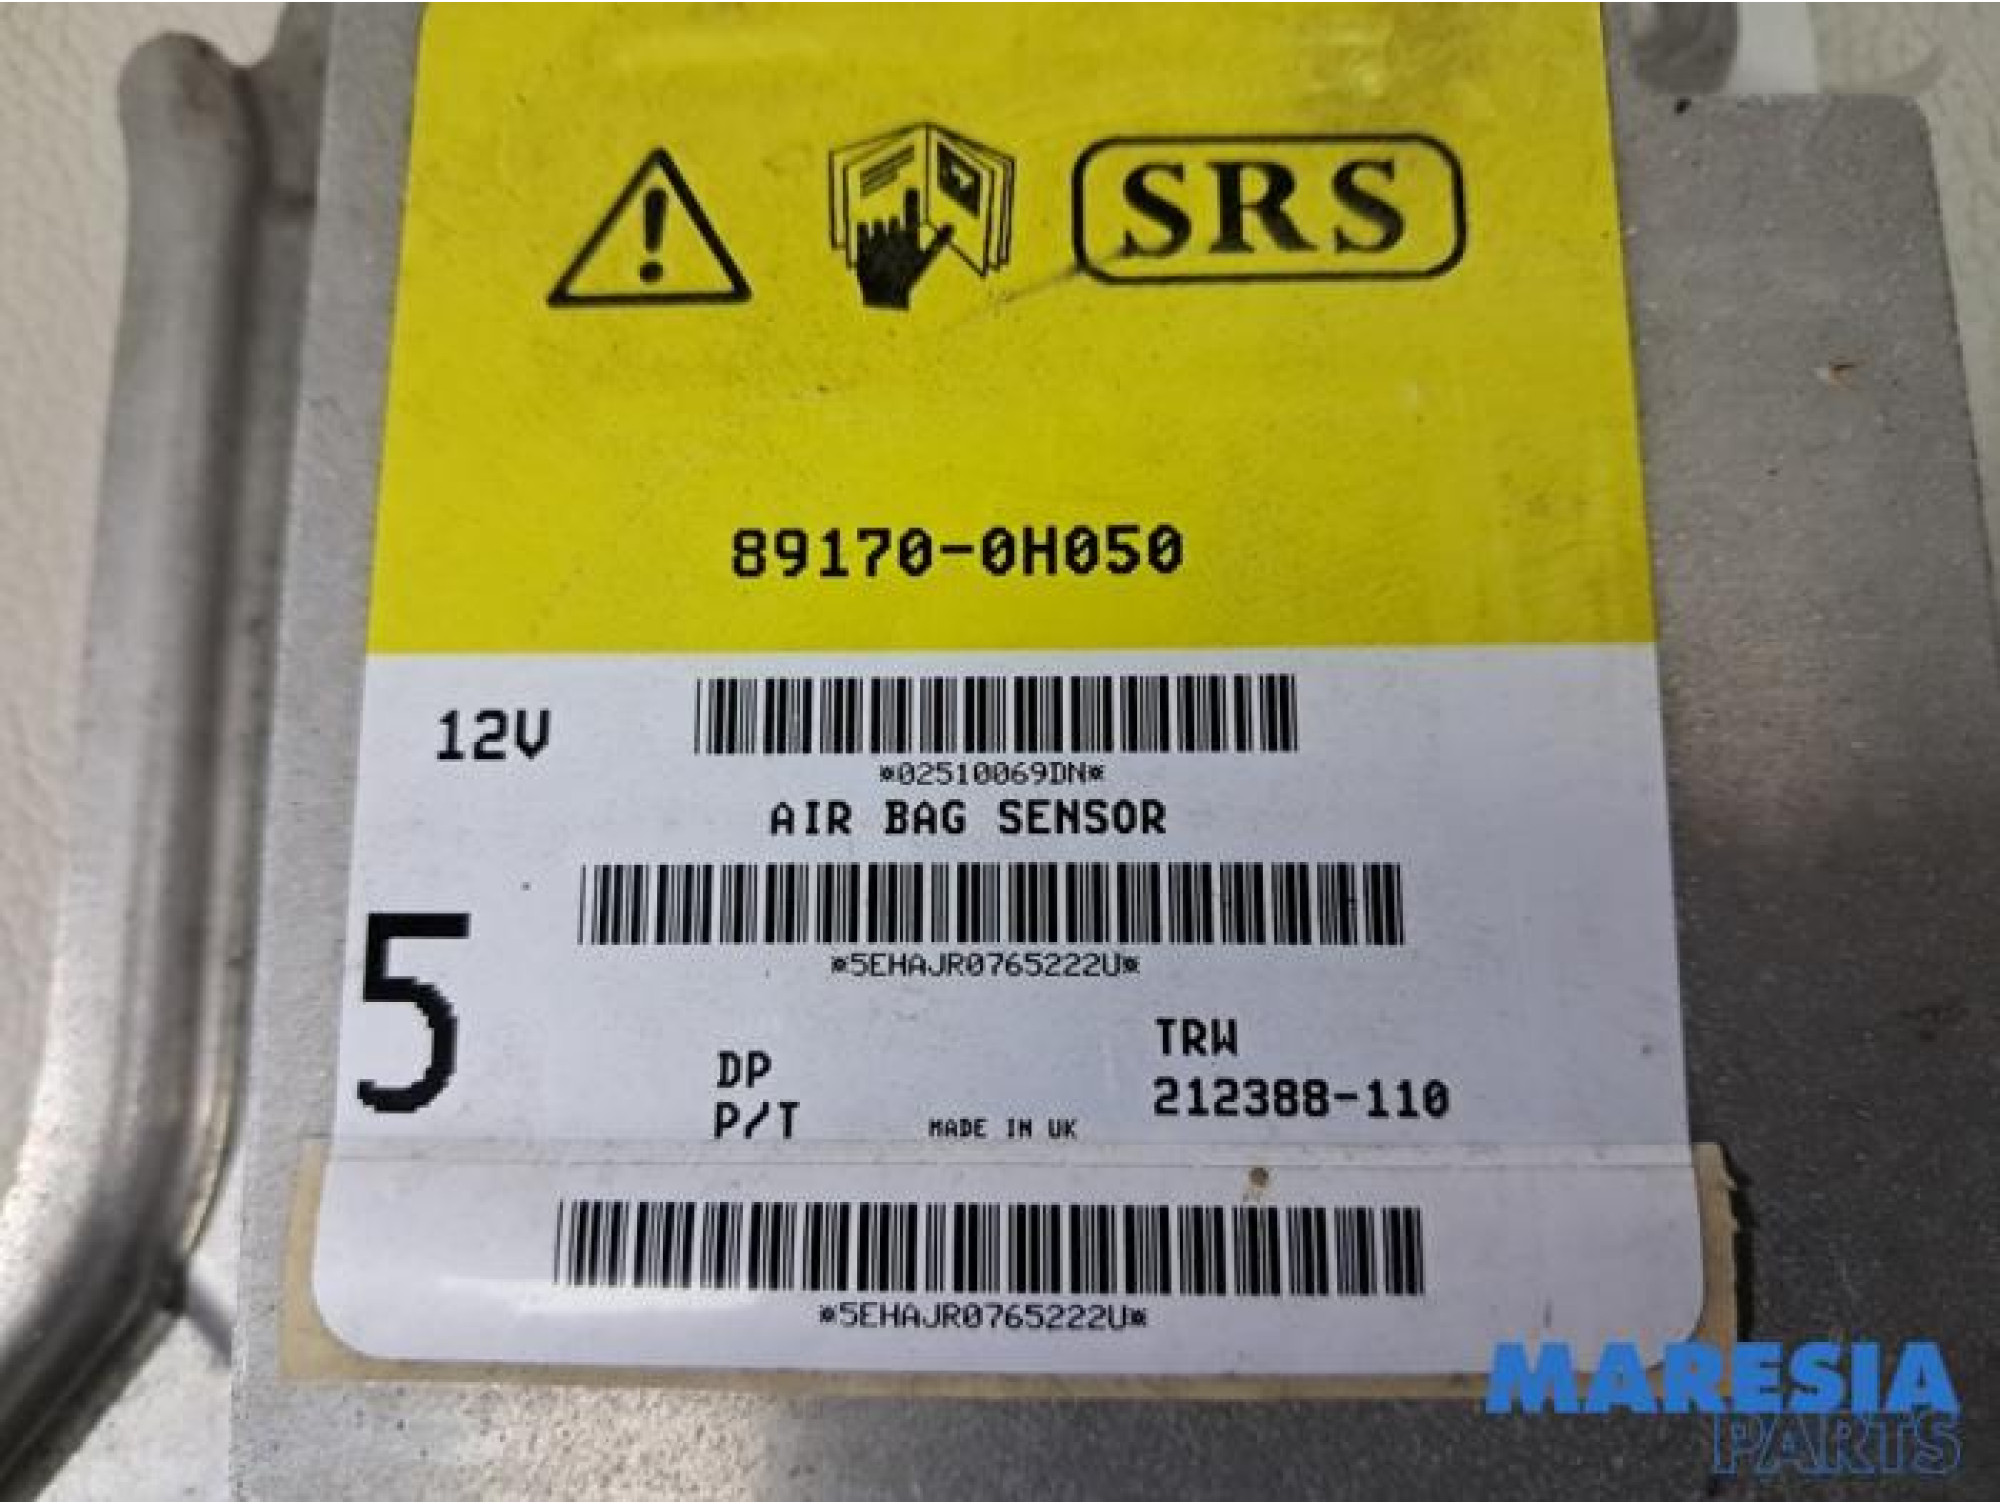 SRS
89170-0H050
12V
*02510069DN*
AIR BAG SENSOR
*5EHAJR0765222U*
5
TRW
DP
212388-110
P/T
MADE IN UK
*5EHAJR0765222U*
MARESIA
PARTS